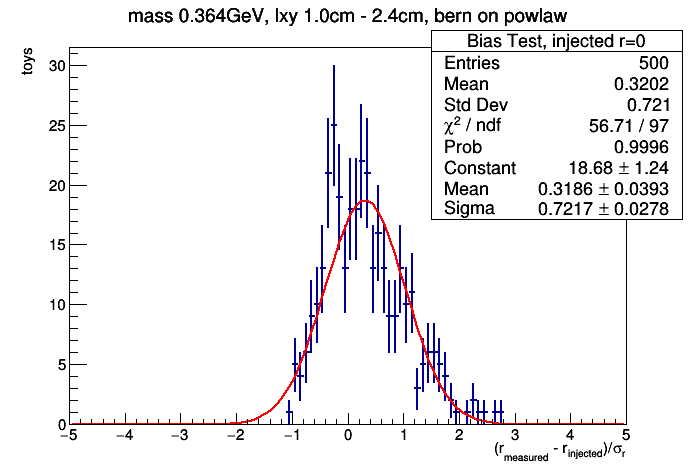 mass 0.364GeV, lxy 1.0cm - 2.4cm, bern on powlaw
toys
Bias Test, injected r=0
Entries 500
Mean 0.3202
Std Dev 0.721
χ² / ndf 56.71 / 97
Prob 0.9996
Constant 18.68 ± 1.24
Mean 0.3186 ± 0.0393
Sigma 0.7217 ± 0.0278
30
25
20
15
10
5
0
−5 −4 −3 −2 −1 0 1 2 3 4 5
(r_measured - r_injected)/σ_r